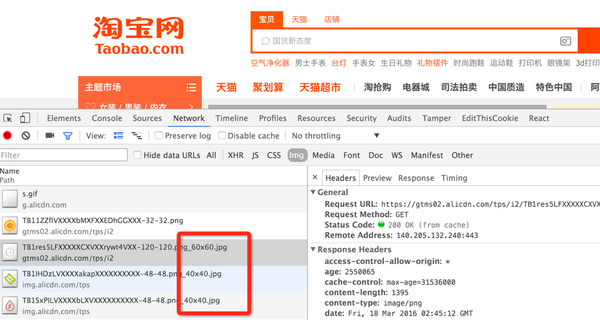 淘宝网
Taobao.com
宝贝 天猫 店铺
国货新态度
空气净化器 男士手表 台灯 手表女 生日礼物 礼物摆件 时尚跑鞋 运动鞋 打印机 眼镜架 3d打印
主题市场 天猫 聚划算 天猫超市 淘抢购 电器城 司法拍卖 中国质造 特色中国
女装 / 男装 / 内衣
Elements Console Sources Network Timeline Profiles Resources Security Audits Tamper EditThisCookie React
View: Preserve log Disable cache No throttling
Filter Hide data URLs All XHR JS CSS Img Media Font Doc WS Manifest Other
Name
Path
s.gif
g.alicdn.com
TB11ZZfIVXXXXbMXFXXEDhGGXXX-32-32.png
gtms02.alicdn.com/tps/i2
TB1res5LFXXXXXCXVXXrywt4VXX-120-120.png_60x60.jpg
gtms02.alicdn.com/tps/i2
TB1lHDzLVXXXXakapXXXXXXXXXX-48-48.png_40x40.jpg
img.alicdn.com/tps
TB1SxPlLVXXXXbLXVXXXXXXXXXX-48-48.png_40x40.jpg
img.alicdn.com/tps
Headers Preview Response Timing
General
Request URL: https://gtms02.alicdn.com/tps/i2/TB1res5LFXXXXXCXV
Request Method: GET
Status Code: 200 OK (from cache)
Remote Address: 140.205.132.240:443
Response Headers
access-control-allow-origin: *
age: 2550065
cache-control: max-age=31536000
content-length: 1395
content-type: image/png
date: Fri, 18 Mar 2016 02:45:12 GMT